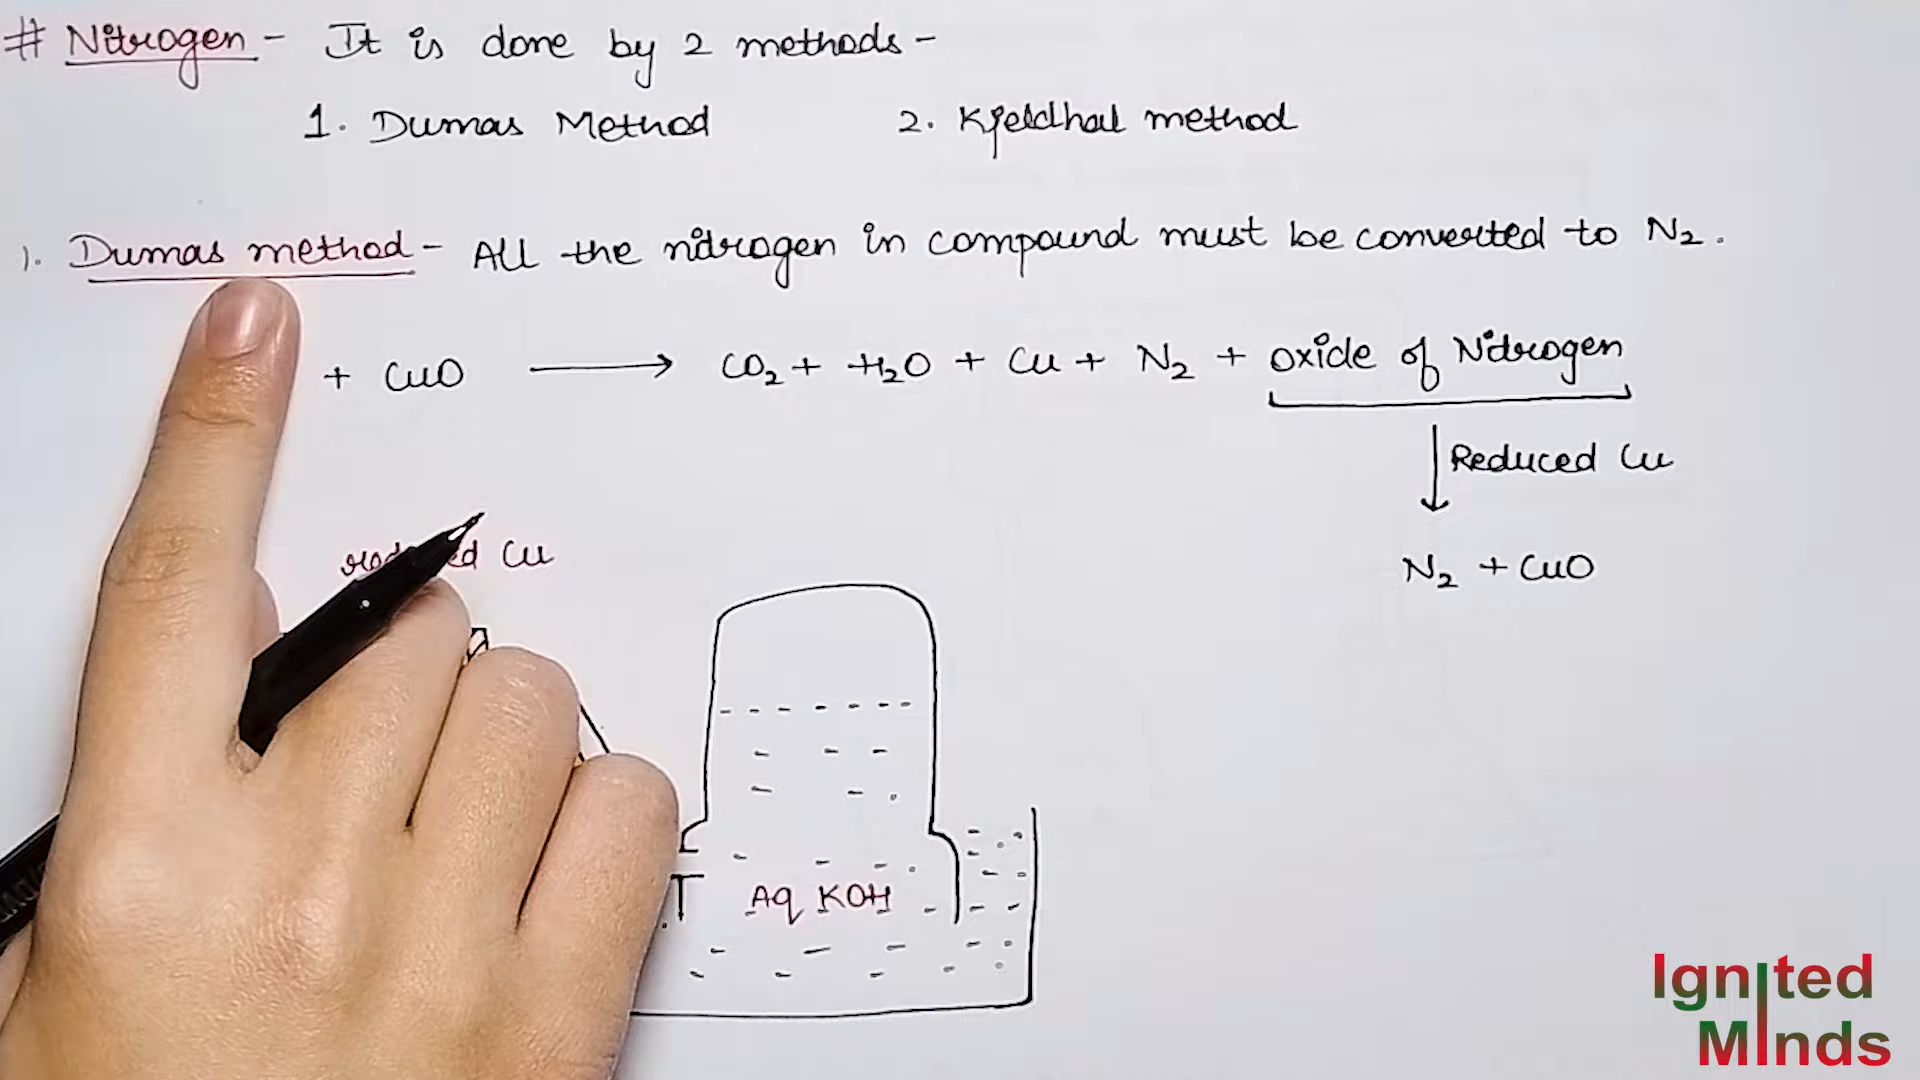 # Nitrogen - It is done by 2 methods -
1. Dumas Method 2. Kjeldhal method
1. Dumas method - All the nitrogen in compound must be converted to N₂.
+ CuO ⟶ CO₂ + H₂O + Cu + N₂ + oxide of Nitrogen
Reduced Cu
Cu
N₂ + CuO
Aq KOH
Ignited
Minds